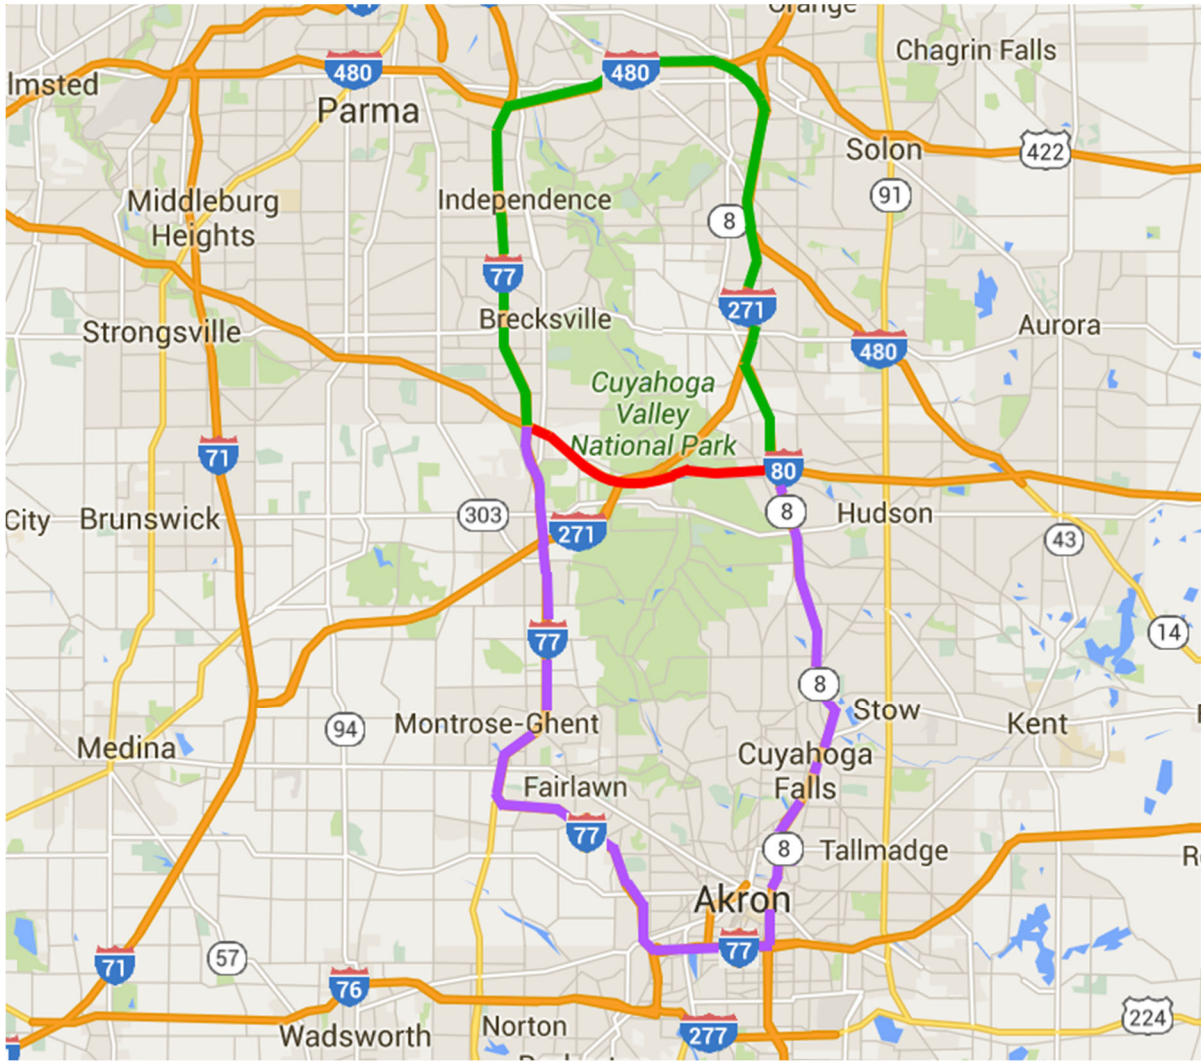 Orange
Chagrin Falls
480
480
lmsted
Parma
Solon
422
91
Middleburg
Heights
Independence
8
77
271
Strongsville
Brecksville
Aurora
480
Cuyahoga
Valley
National Park
71
80
City
Brunswick
303
8
Hudson
271
43
14
77
8
Montrose-Ghent
Stow
Kent
94
Medina
Cuyahoga
Falls
Fairlawn
77
8
Tallmadge
R
Akron
77
57
71
76
Wadsworth
Norton
277
224